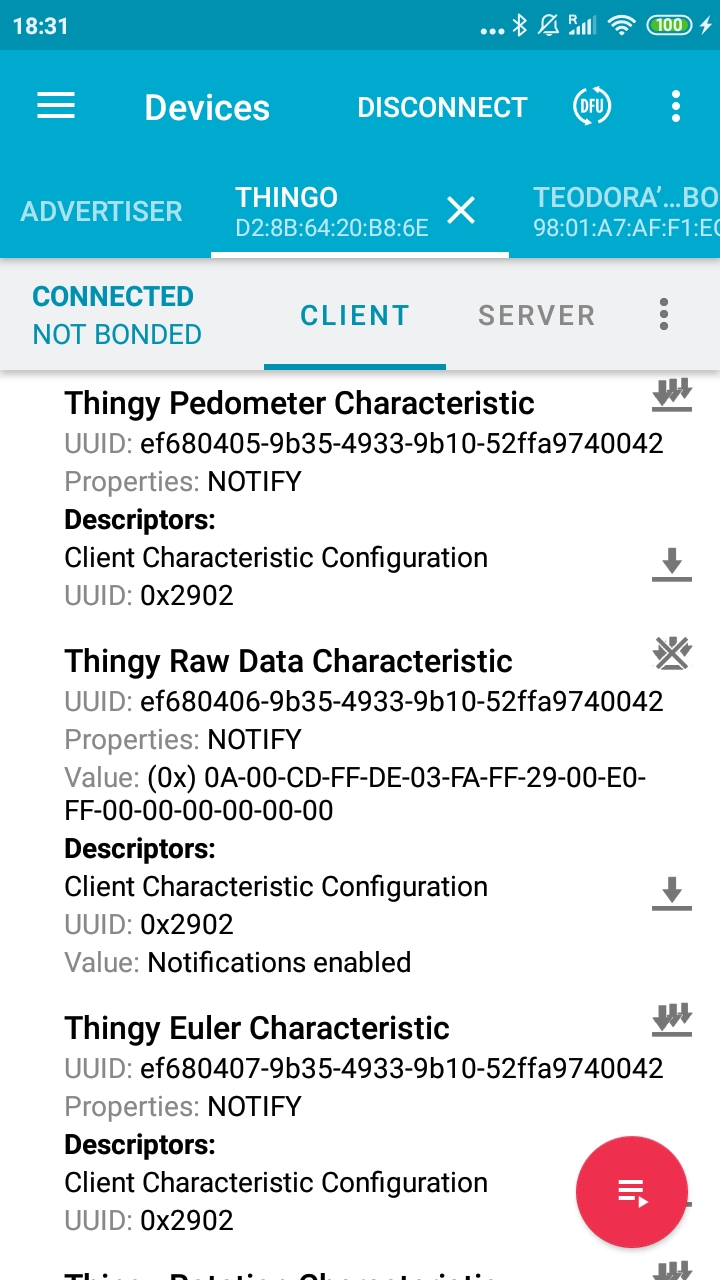 18:31
R
100
Devices
DISCONNECT
DFU
ADVERTISER
THINGO
D2:8B:64:20:B8:6E
TEODORA’…BO
98:01:A7:AF:F1:E
CONNECTED
NOT BONDED
CLIENT
SERVER
Thingy Pedometer Characteristic
UUID: ef680405-9b35-4933-9b10-52ffa9740042
Properties: NOTIFY
Descriptors:
Client Characteristic Configuration
UUID: 0x2902
Thingy Raw Data Characteristic
UUID: ef680406-9b35-4933-9b10-52ffa9740042
Properties: NOTIFY
Value: (0x) 0A-00-CD-FF-DE-03-FA-FF-29-00-E0-
FF-00-00-00-00-00-00
Descriptors:
Client Characteristic Configuration
UUID: 0x2902
Value: Notifications enabled
Thingy Euler Characteristic
UUID: ef680407-9b35-4933-9b10-52ffa9740042
Properties: NOTIFY
Descriptors:
Client Characteristic Configuration
UUID: 0x2902